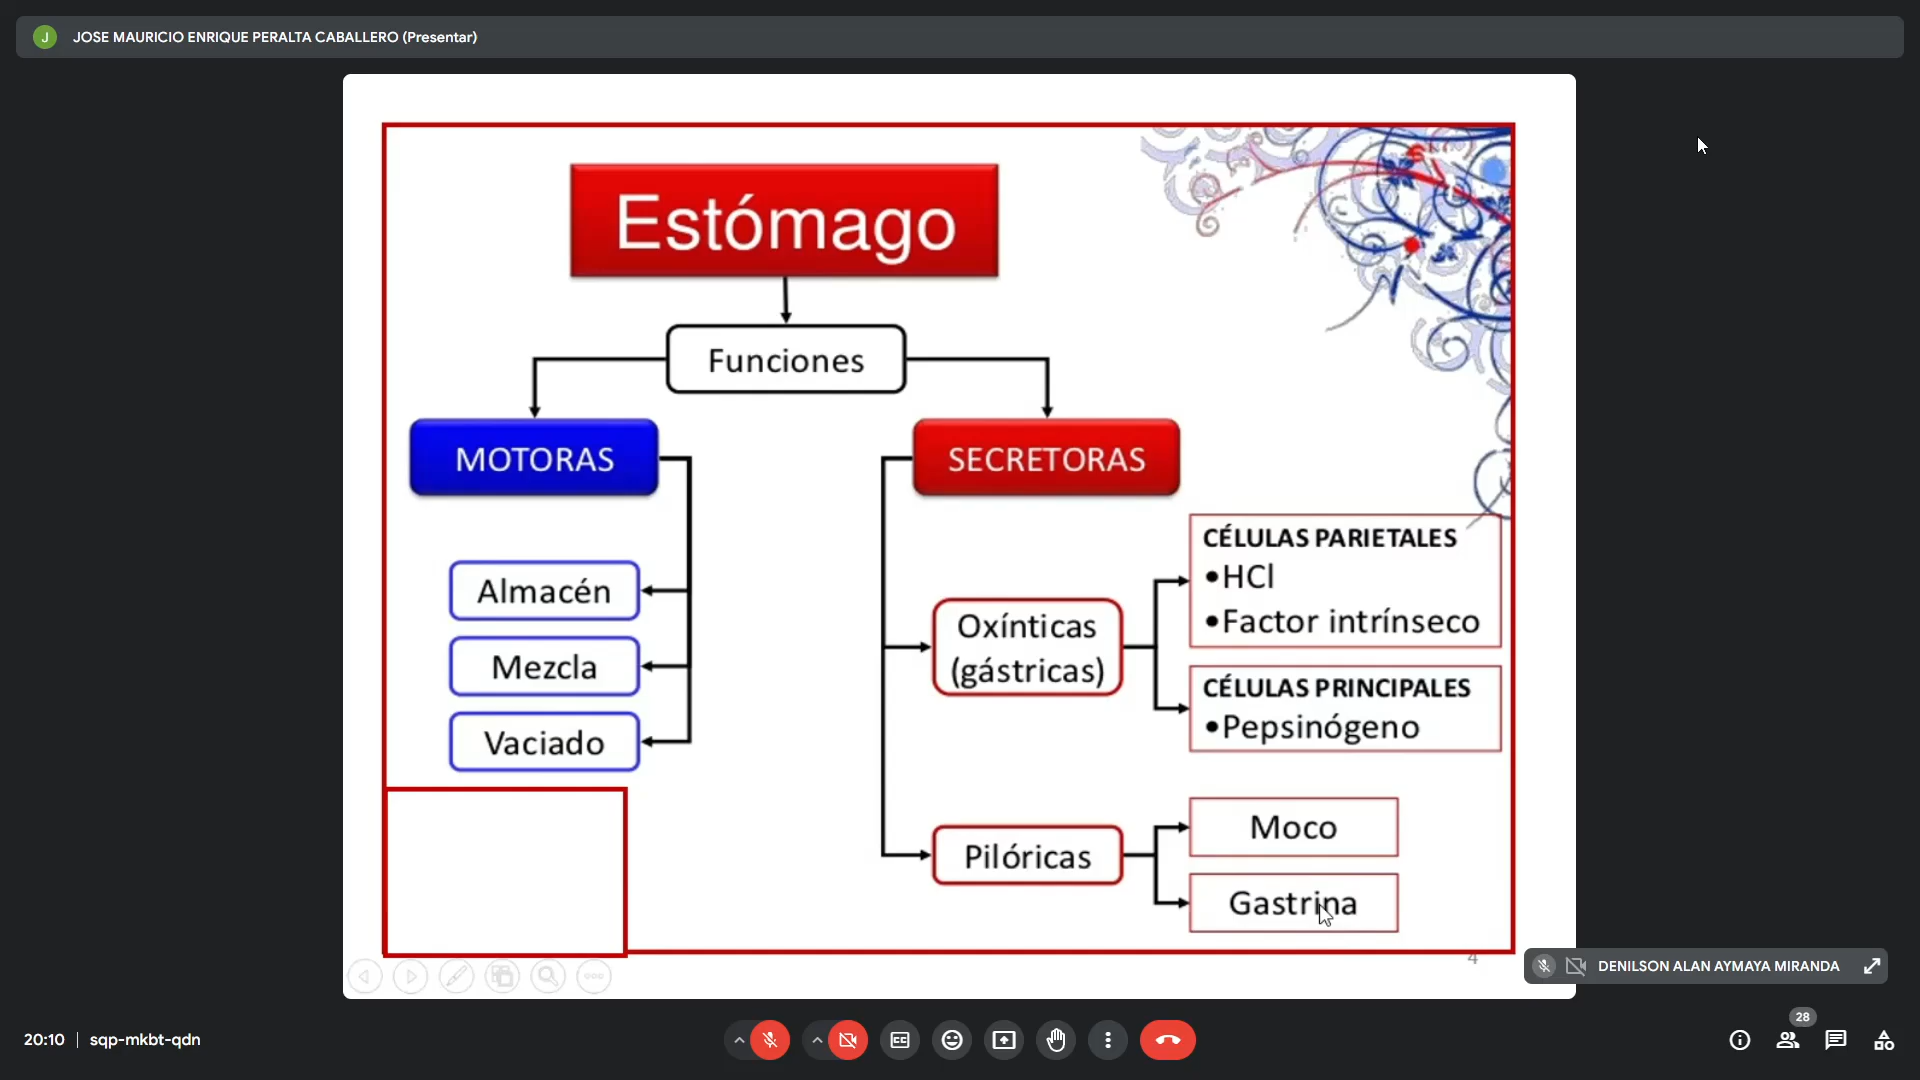 J
JOSE MAURICIO ENRIQUE PERALTA CABALLERO (Presentar)
Estómago
Funciones
MOTORAS
Almacén
Mezcla
Vaciado
SECRETORAS
Oxínticas
(gástricas)
CÉLULAS PARIETALES
•HCl
•Factor intrínseco
CÉLULAS PRINCIPALES
•Pepsinógeno
Pilóricas
Moco
Gastrina
4
DENILSON ALAN AYMAYA MIRANDA
20:10 | sqp-mkbt-qdn
28